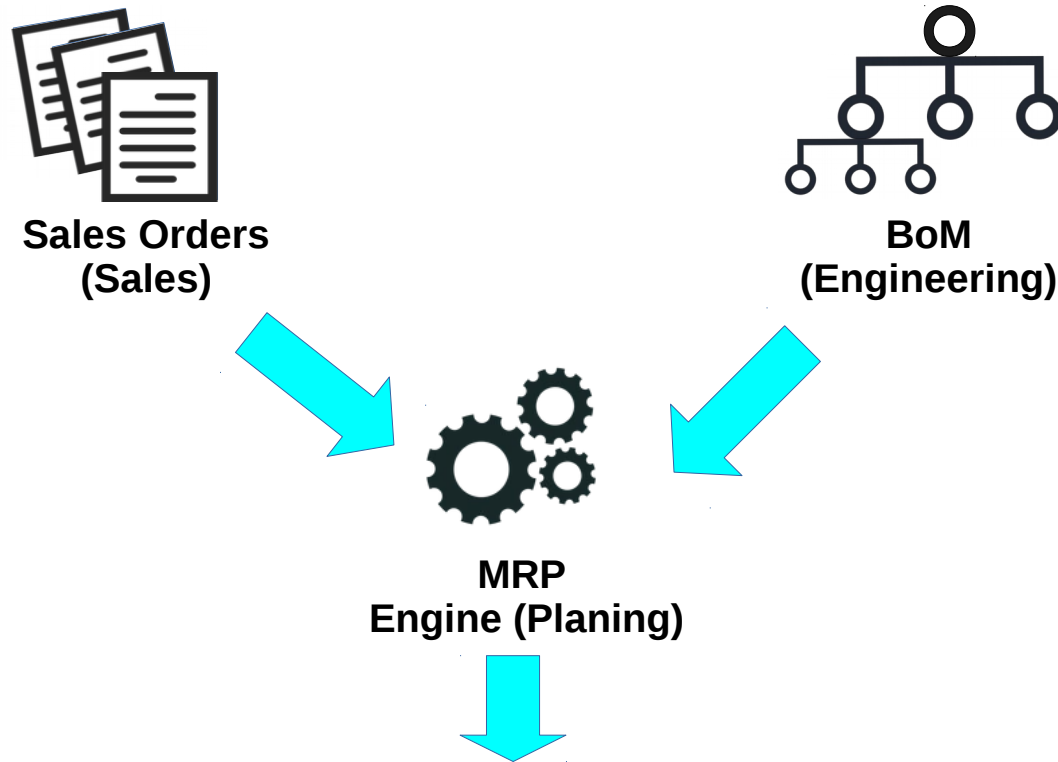 Sales Orders
(Sales)
BoM
(Engineering)
MRP
Engine (Planing)